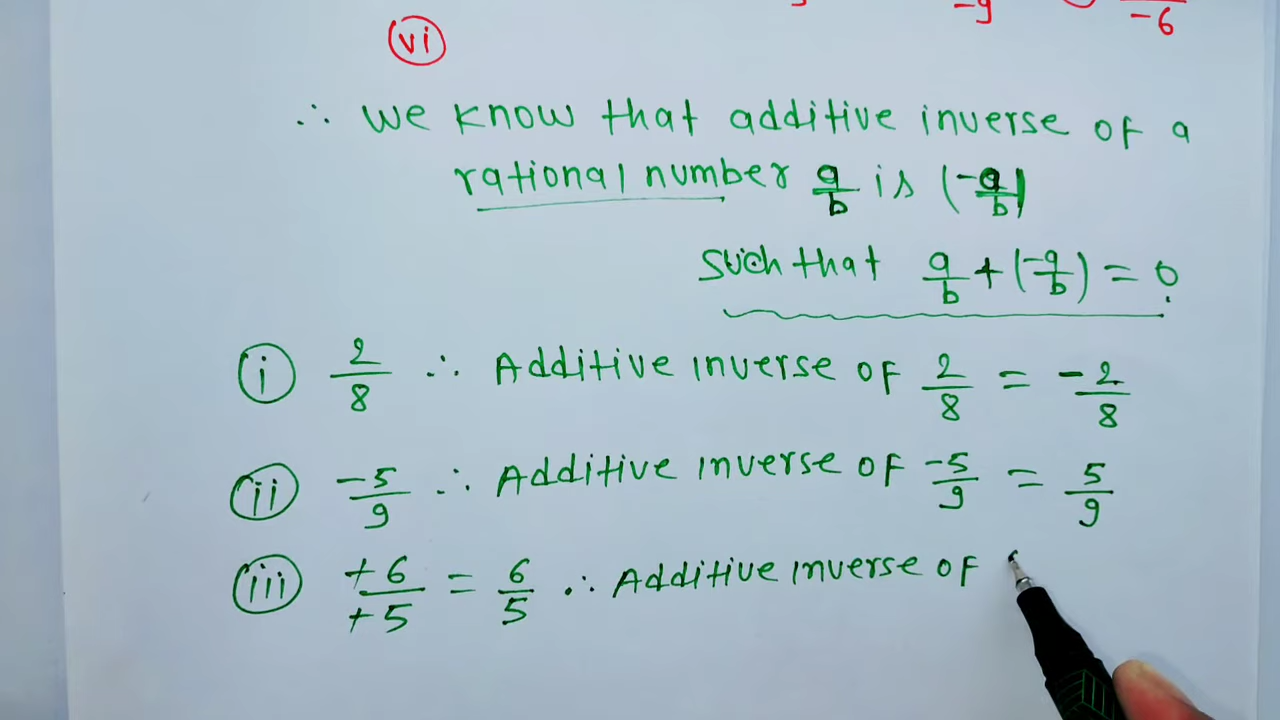 -9 -6
(vi)
∴ We know that additive inverse of a
rational number a/b is (-a/b)
such that a/b + (-a/b) = 0.
(i) 2/8 ∴ Additive inverse of 2/8 = -2/8
(ii) -5/9 ∴ Additive inverse of -5/9 = 5/9
(iii) +6/+5 = 6/5 ∴ Additive inverse of